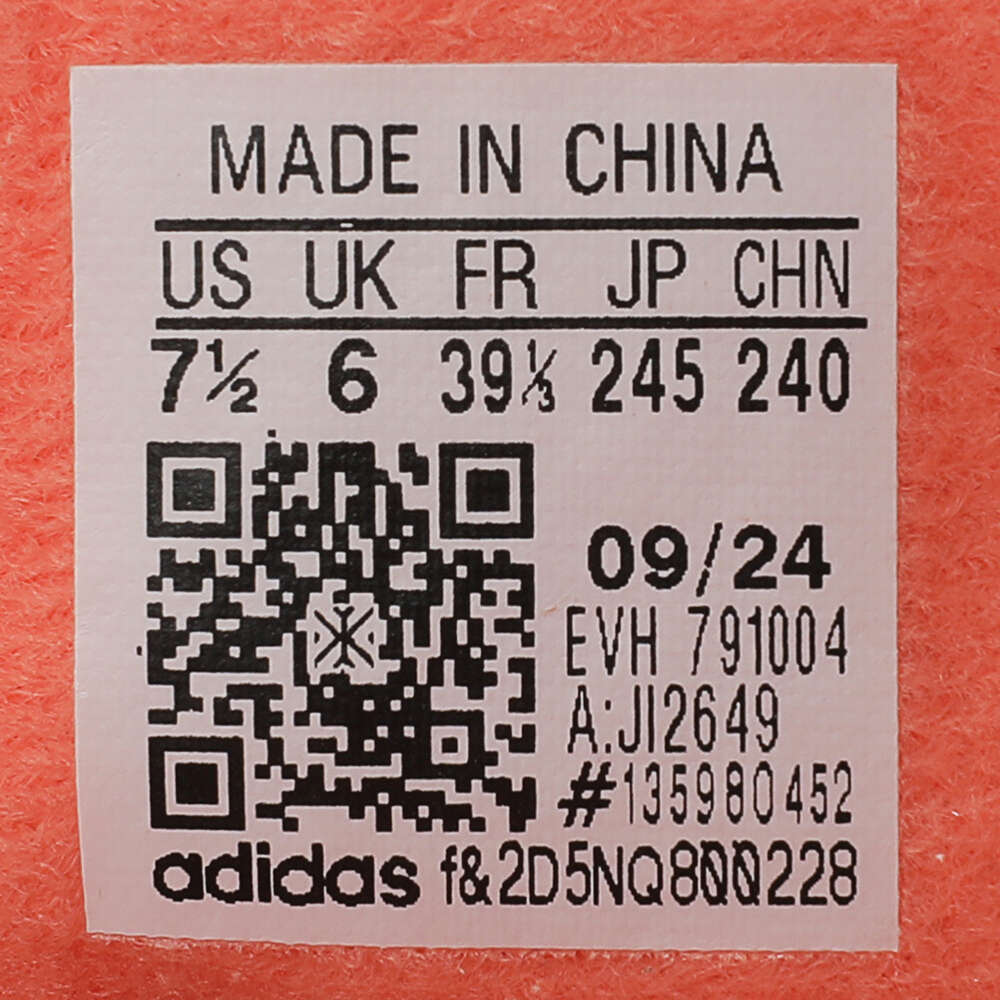 MADE IN CHINA
US UK FR JP CHN
7½ 6 39⅓ 245 240
09/24
EVH 791004
A:JI2649
#135980452
adidas f&2D5NQ800228